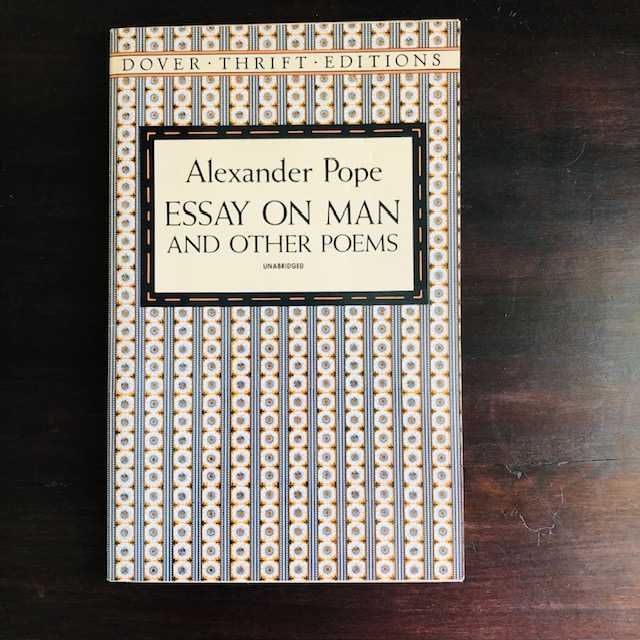 DOVER · THRIFT · EDITIONS
Alexander Pope
ESSAY ON MAN
AND OTHER POEMS
UNABRIDGED